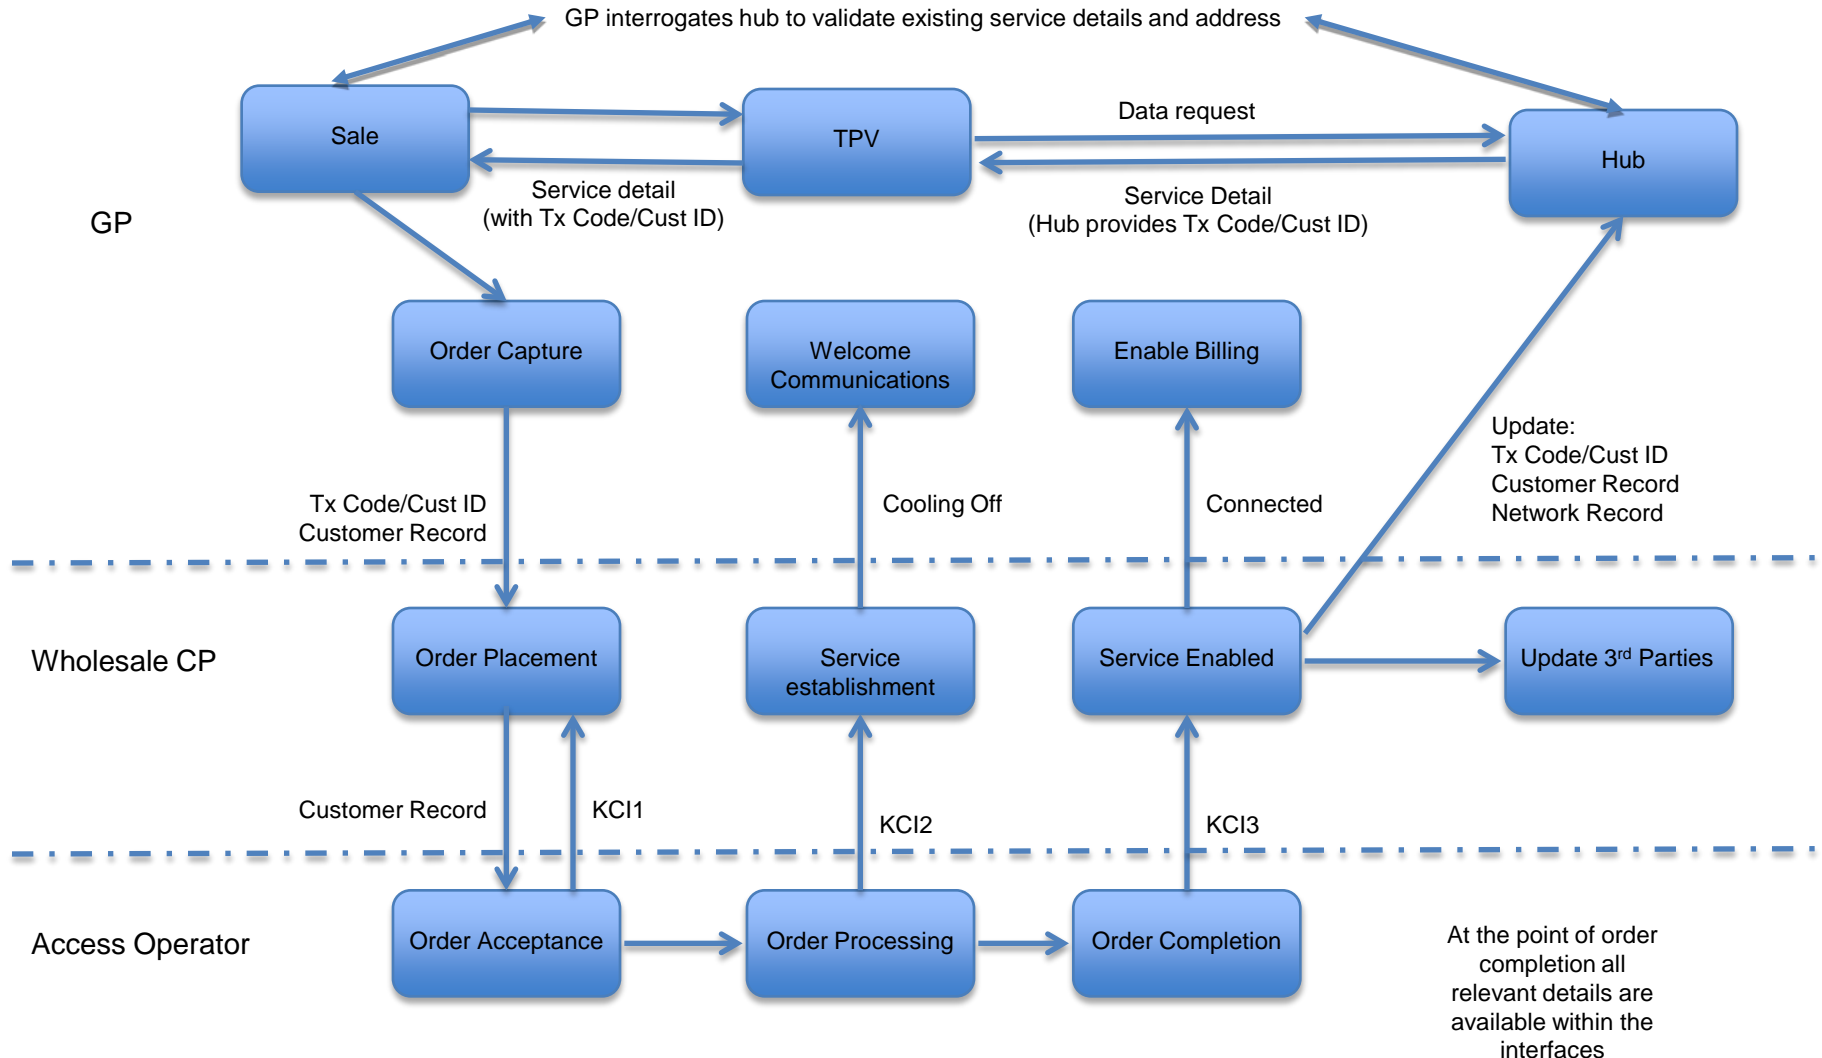 GP interrogates hub to validate existing service details and address
Sale
TPV
Data request
Hub
Service detail
(with Tx Code/Cust ID)
Service Detail
(Hub provides Tx Code/Cust ID)
GP
Order Capture
Welcome
Communications
Enable Billing
Update:
Tx Code/Cust ID
Customer Record
Network Record
Tx Code/Cust ID
Customer Record
Cooling Off
Connected
Wholesale CP
Order Placement
Service
establishment
Service Enabled
Update 3rd Parties
Customer Record
KCI1
KCI2
KCI3
Access Operator
Order Acceptance
Order Processing
Order Completion
At the point of order
completion all
relevant details are
available within the
interfaces